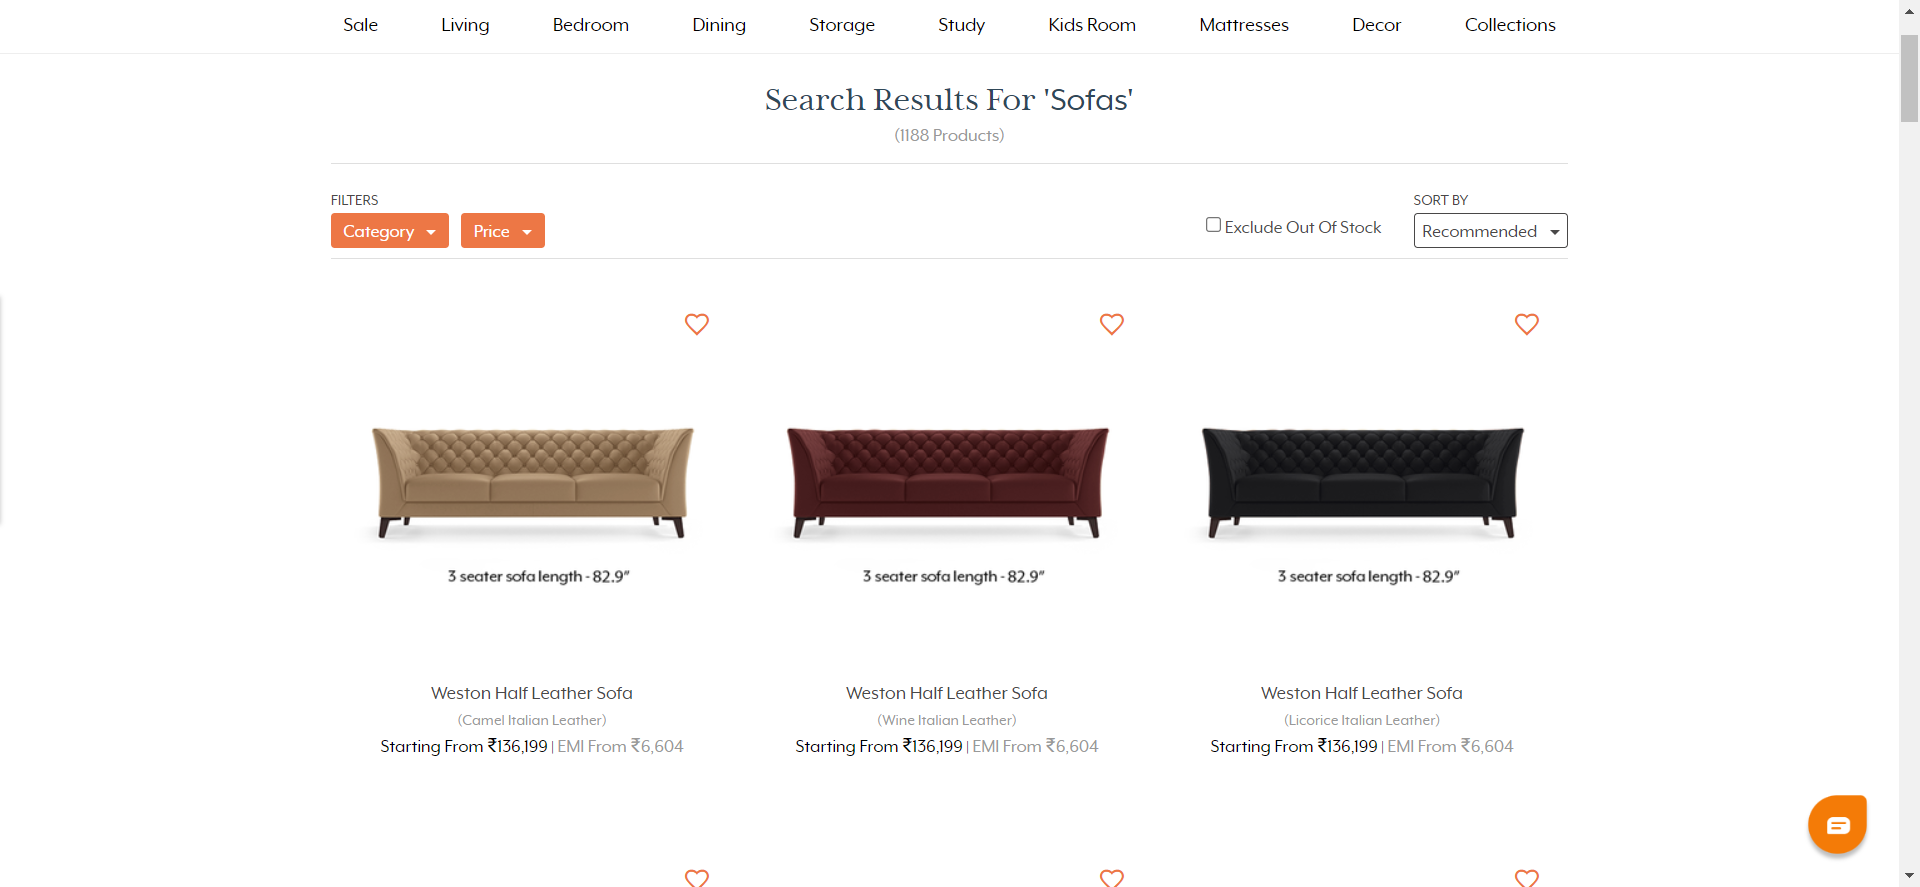 Sale Living Bedroom Dining Storage Study Kids Room Mattresses Decor Collections
Search Results For 'Sofas'
(1188 Products)
FILTERS
Category
Price
Exclude Out Of Stock
SORT BY
Recommended
3 seater sofa length - 82.9"
3 seater sofa length - 82.9"
3 seater sofa length - 82.9"
Weston Half Leather Sofa
(Camel Italian Leather)
Starting From ₹136,199 | EMI From ₹6,604
Weston Half Leather Sofa
(Wine Italian Leather)
Starting From ₹136,199 | EMI From ₹6,604
Weston Half Leather Sofa
(Licorice Italian Leather)
Starting From ₹136,199 | EMI From ₹6,604